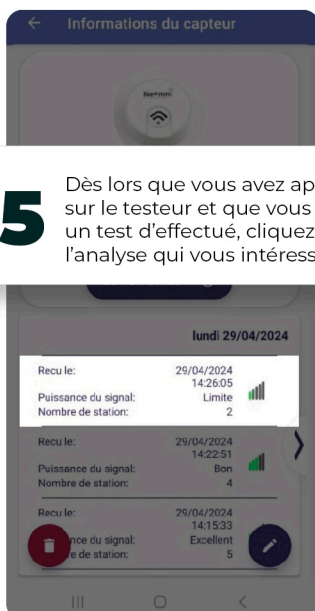 ← Informations du capteur
Ne●mni
5
Dès lors que vous avez ap
sur le testeur et que vous
un test d'effectué, cliquez
l'analyse qui vous intéress
lundi 29/04/2024
Recu le: 29/04/2024
14:26:05
Puissance du signal: Limite
Nombre de station: 2
Recu le: 29/04/2024
14:22:51
Puissance du signal: Bon
Nombre de station: 4
Recu le: 29/04/2024
14:15:33
nce du signal: Excellent
e de station: 5